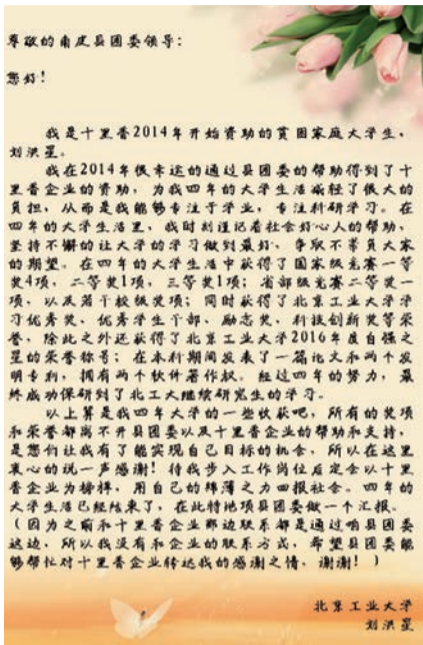 尊敬的南皮县团委领导：
您好！
我是十里香2014年开始资助的贫困家庭大学生，
刘洪星。
我在2014年很幸运的通过县团委的帮助得到了十
里香企业的资助，为我四年的大学生活减轻了很大的
负担，从而是我能够专注于学业，专注科研学习。在
四年的大学生活里，我时刻谨记着社会好心人的帮助，
坚持不懈的让大学的学习做到最好，争取不辜负大家
的期望。在四年的大学生活中获得了国家级竞赛一等
奖4项，二等奖1项，三等奖1项；省部级竞赛二等奖一
项，以及若干校级奖项；同时获得了北京工业大学学
习优秀奖、优秀学生干部、励志奖、科技创新奖等荣
誉，除此之外还获得了北京工业大学2016年度自强之
星的荣誉称号；在本科期间发表了一篇论文和两个发
明专利，拥有两个软件著作权。经过四年的努力，最
终成功保研到了北工大继续研究生的学习。
以上算是我四年大学的一些收获吧，所有的奖项
和荣誉都离不开县团委以及十里香企业的帮助和支持，
是您们让我有了能实现自己目标的机会，所以在这里
衷心的说一声感谢！待我步入工作岗位后定会以十里
香企业为榜样，用自己的绵薄之力回报社会。四年的
大学生活已经结束了，在此特地项县团委做一个汇报。
（因为之前和十里香企业那边联系都是通过咱县团委
这边，所以我没有和企业的联系方式，希望县团委能
够帮忙对十里香企业转达我的感谢之情，谢谢！）
北京工业大学
刘洪星